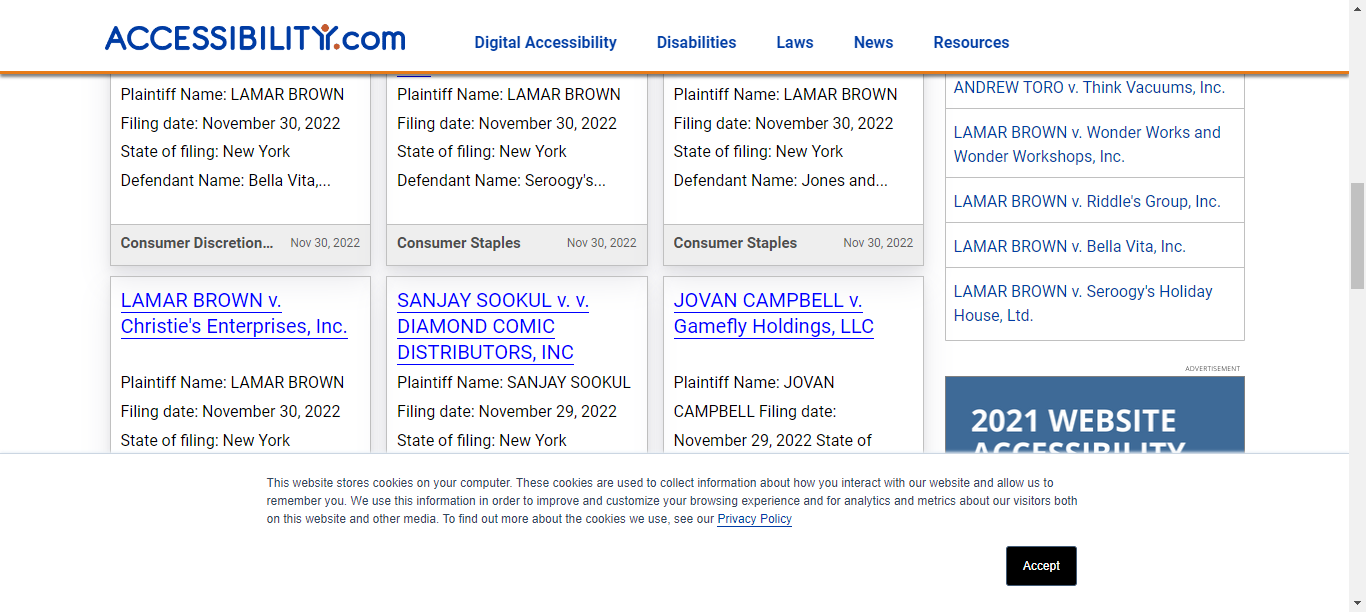 ACCESSIBILITY.com
Digital Accessibility
Disabilities
Laws
News
Resources
Plaintiff Name: LAMAR BROWN
Filing date: November 30, 2022
State of filing: New York
Defendant Name: Bella Vita,...
Consumer Discretion...
Nov 30, 2022
Plaintiff Name: LAMAR BROWN
Filing date: November 30, 2022
State of filing: New York
Defendant Name: Seroogy's...
Consumer Staples
Nov 30, 2022
Plaintiff Name: LAMAR BROWN
Filing date: November 30, 2022
State of filing: New York
Defendant Name: Jones and...
Consumer Staples
Nov 30, 2022
LAMAR BROWN v.
Christie's Enterprises, Inc.
Plaintiff Name: LAMAR BROWN
Filing date: November 30, 2022
State of filing: New York
SANJAY SOOKUL v. v.
DIAMOND COMIC
DISTRIBUTORS, INC
Plaintiff Name: SANJAY SOOKUL
Filing date: November 29, 2022
State of filing: New York
JOVAN CAMPBELL v.
Gamefly Holdings, LLC
Plaintiff Name: JOVAN
CAMPBELL Filing date:
November 29, 2022 State of
ANDREW TORO v. Think Vacuums, Inc.
LAMAR BROWN v. Wonder Works and
Wonder Workshops, Inc.
LAMAR BROWN v. Riddle's Group, Inc.
LAMAR BROWN v. Bella Vita, Inc.
LAMAR BROWN v. Seroogy's Holiday
House, Ltd.
ADVERTISEMENT
2021 WEBSITE
ACCESSIBILITY
This website stores cookies on your computer. These cookies are used to collect information about how you interact with our website and allow us to
remember you. We use this information in order to improve and customize your browsing experience and for analytics and metrics about our visitors both
on this website and other media. To find out more about the cookies we use, see our Privacy Policy
Accept